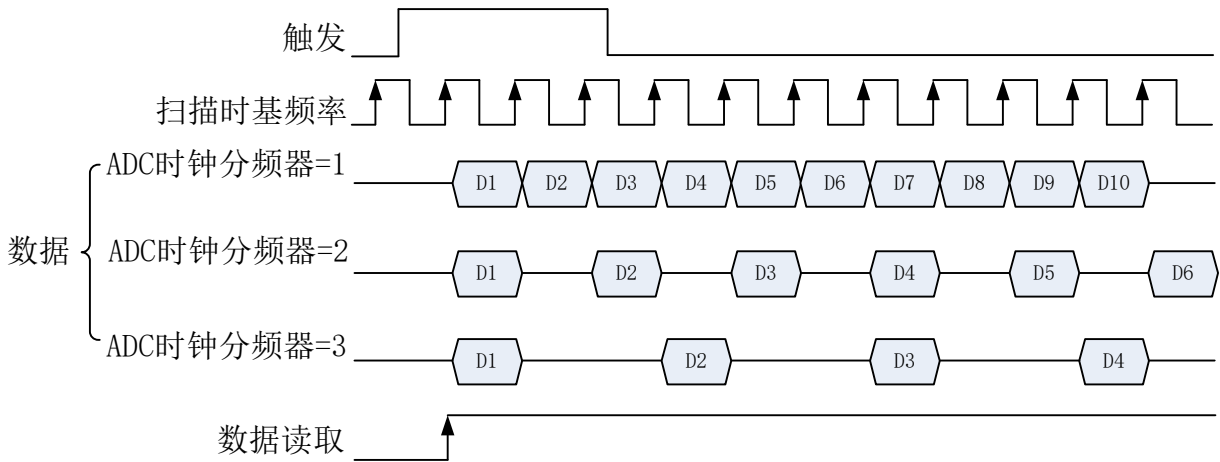 触发
扫描时基频率
ADC时钟分频器=1
D1 D2 D3 D4 D5 D6 D7 D8 D9 D10
数据
ADC时钟分频器=2
D1 D2 D3 D4 D5 D6
ADC时钟分频器=3
D1 D2 D3 D4
数据读取